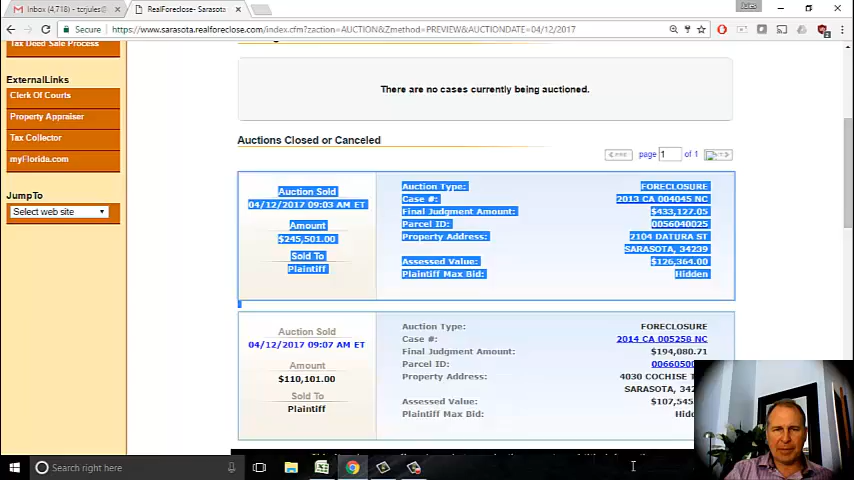 Inbox (4,718) - tcrjules@
RealForeclose- Sarasota
Jules
Secure
https://www.sarasota.realforeclose.com/index.cfm?zaction=AUCTION&Zmethod=PREVIEW&AUCTIONDATE=04/12/2017
Tax Deed Sale Process
ExternalLinks
Clerk Of Courts
Property Appraiser
Tax Collector
myFlorida.com
JumpTo
Select web site
There are no cases currently being auctioned.
Auctions Closed or Canceled
page 1 of 1
Auction Sold
04/12/2017 09:03 AM ET
Amount
$245,501.00
Sold To
Plaintiff
Auction Type: FORECLOSURE
Case #: 2013 CA 004045 NC
Final Judgment Amount: $433,127.05
Parcel ID: 0056040025
Property Address: 2104 DATURA ST
SARASOTA, 34239
Assessed Value: $126,364.00
Plaintiff Max Bid: Hidden
Auction Sold
04/12/2017 09:07 AM ET
Amount
$110,101.00
Sold To
Plaintiff
Auction Type: FORECLOSURE
Case #: 2014 CA 005258 NC
Final Judgment Amount: $194,080.71
Parcel ID: 0066050
Property Address: 4030 COCHISE
SARASOTA,
Assessed Value: $107,545
Plaintiff Max Bid:
Search right here